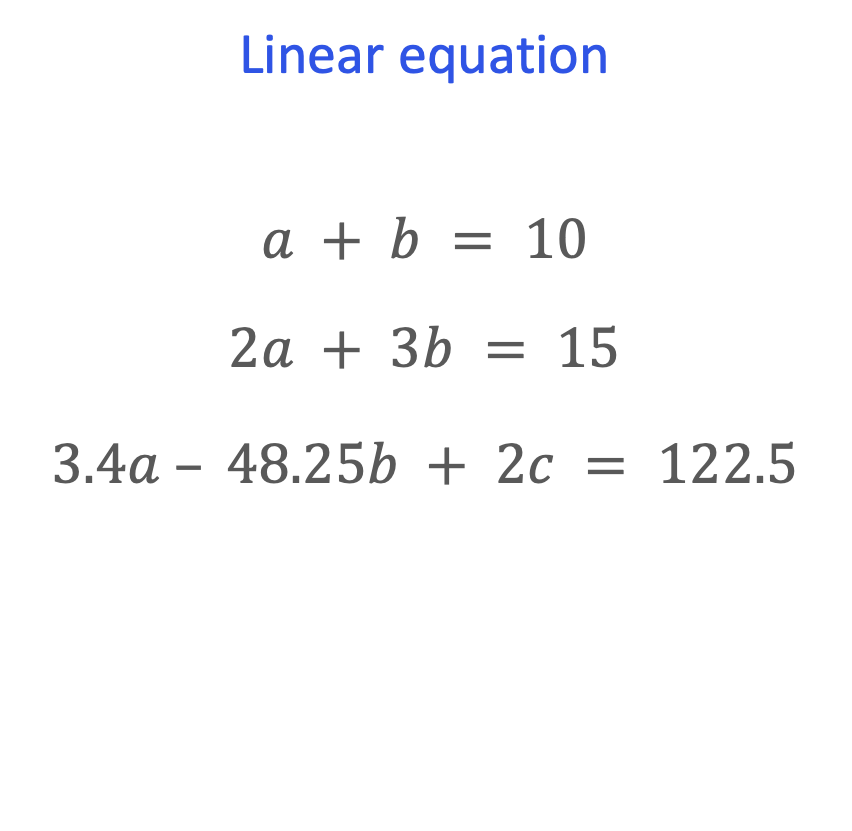 Linear equation
a + b = 10
2a + 3b = 15
3.4a – 48.25b + 2c = 122.5